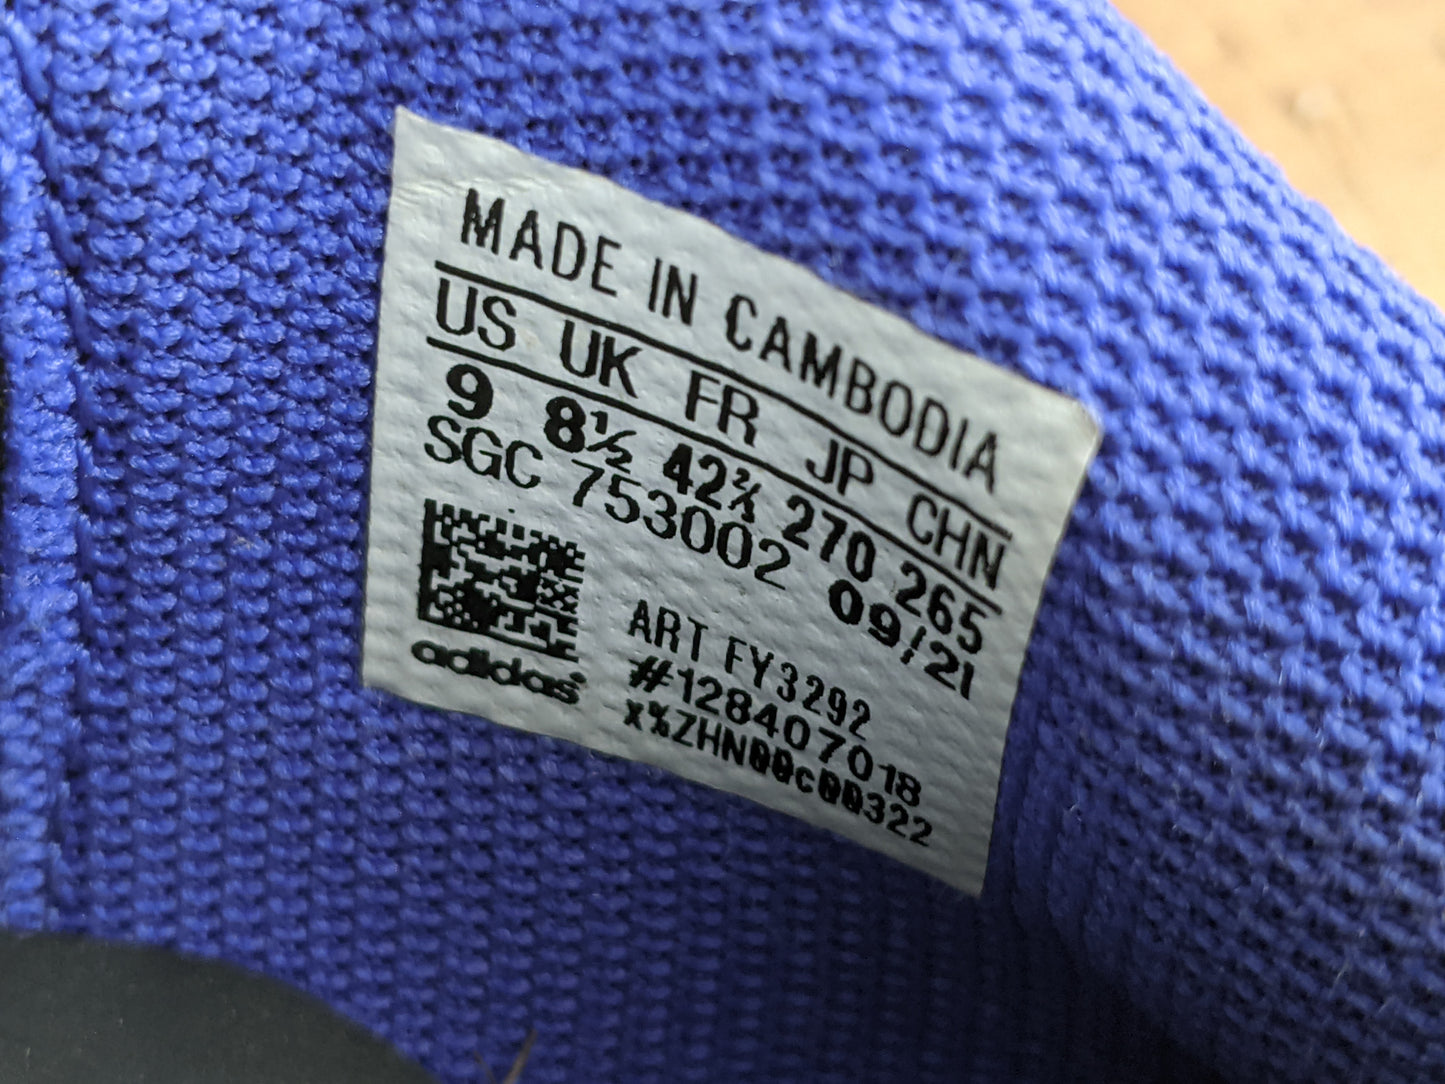 MADE IN CAMBODIA
US UK FR JP CHN
9 8½ 42⅔ 270 265
SGC 753002 09/21
ART FY3292
#128407018
x%ZHN00c00322
adidas